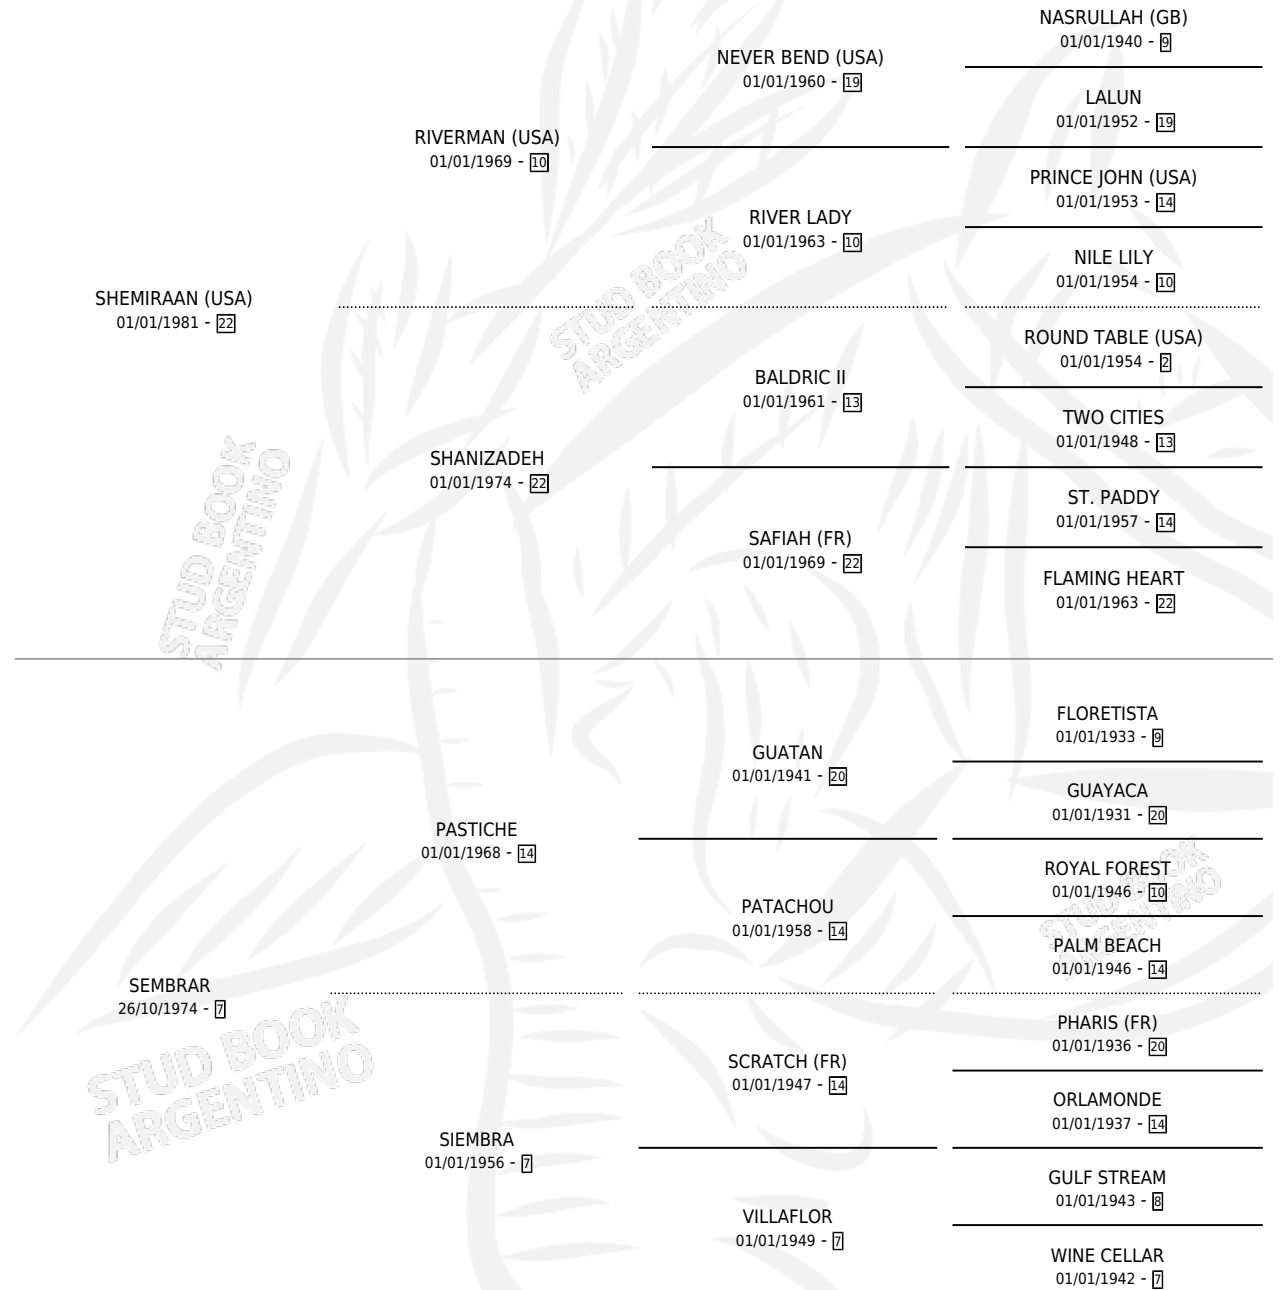 NASRULLAH (GB)
01/01/1940 - 9
NEVER BEND (USA)
01/01/1960 - 19
LALUN
01/01/1952 - 19
RIVERMAN (USA)
01/01/1969 - 10
PRINCE JOHN (USA)
01/01/1953 - 14
RIVER LADY
01/01/1963 - 10
NILE LILY
01/01/1954 - 10
SHEMIRAAN (USA)
01/01/1981 - 22
ROUND TABLE (USA)
01/01/1954 - 2
BALDRIC II
01/01/1961 - 13
TWO CITIES
01/01/1948 - 13
SHANIZADEH
01/01/1974 - 22
ST. PADDY
01/01/1957 - 14
SAFIAH (FR)
01/01/1969 - 22
FLAMING HEART
01/01/1963 - 22
STUD BOOK
ARGENTINO
STUD BOOK
ARGENTINO
FLORETISTA
01/01/1933 - 9
GUATAN
01/01/1941 - 20
GUAYACA
01/01/1931 - 20
PASTICHE
01/01/1968 - 14
ROYAL FOREST
01/01/1946 - 10
PATACHOU
01/01/1958 - 14
PALM BEACH
01/01/1946 - 14
STUD BOOK
ARGENTINO
SEMBRAR
26/10/1974 - 7
PHARIS (FR)
01/01/1936 - 20
SCRATCH (FR)
01/01/1947 - 14
ORLAMONDE
01/01/1937 - 14
SIEMBRA
01/01/1956 - 7
GULF STREAM
01/01/1943 - 8
VILLAFLOR
01/01/1949 - 7
WINE CELLAR
01/01/1942 - 7
STUD BOOK
ARGENTINO